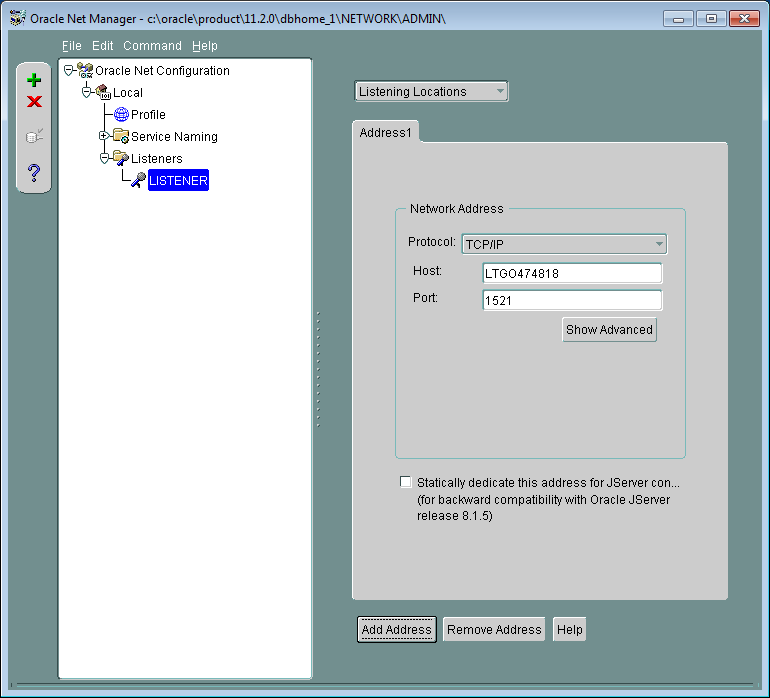 Oracle Net Manager - c:\oracle\product\11.2.0\dbhome_1\NETWORK\ADMIN\
File Edit Command Help
Oracle Net Configuration
Local
Profile
Service Naming
Listeners
LISTENER
Listening Locations
Address1
Network Address
Protocol: TCP/IP
Host: LTGO474818
Port: 1521
Show Advanced
Statically dedicate this address for JServer con...
(for backward compatibility with Oracle JServer
release 8.1.5)
Add Address Remove Address Help